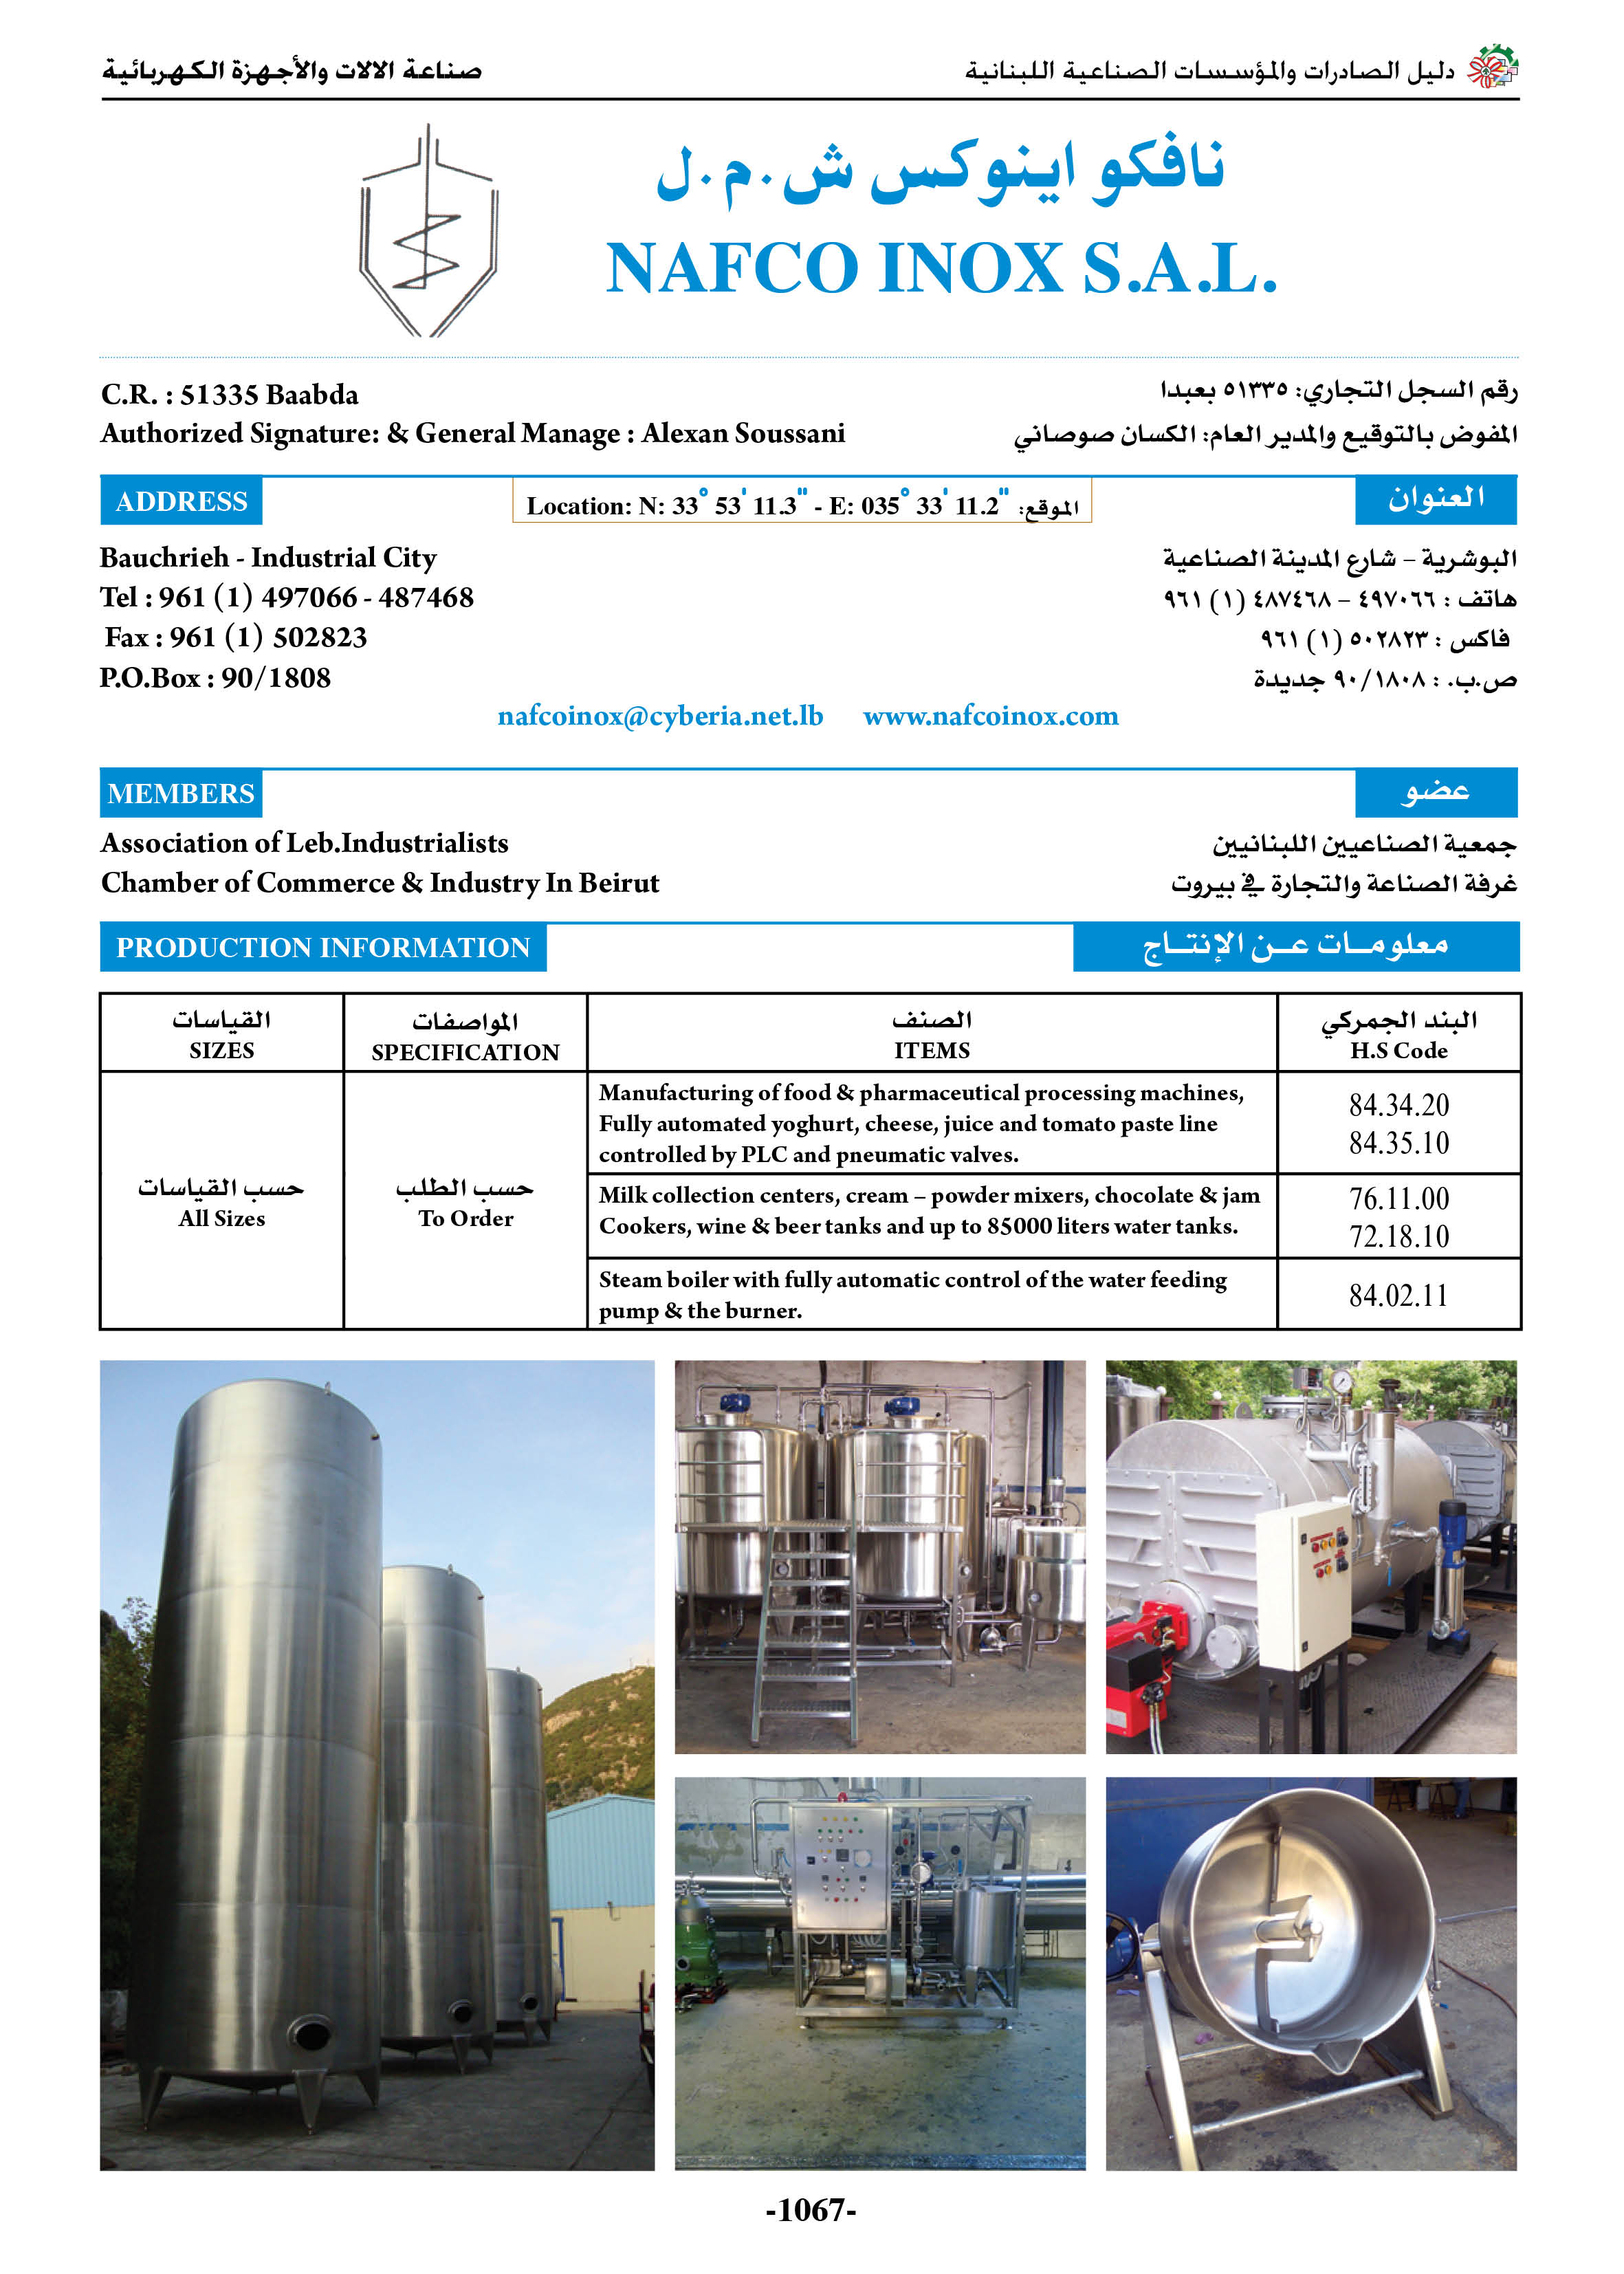 دليل الصادرات والمؤسسات الصناعية اللبنانية
صناعة الالات والأجهزة الكهربائية
نافكو اينوكس ش.م.ل
NAFCO INOX S.A.L.
C.R. : 51335 Baabda
رقم السجل التجاري: ٥١٣٣٥ بعبدا
Authorized Signature: & General Manage : Alexan Soussani
المفوض بالتوقيع والمدير العام: الكسان صوصاني
ADDRESS
Location: N: 33° 53' 11.3" - E: 035° 33' 11.2" الموقع:
العنوان
Bauchrieh - Industrial City
البوشرية – شارع المدينة الصناعية
Tel : 961 (1) 497066 - 487468
هاتف : ٤٩٧٠٦٦ – ٤٨٧٤٦٨ (١) ٩٦١
Fax : 961 (1) 502823
فاكس : ٥٠٢٨٢٣ (١) ٩٦١
P.O.Box : 90/1808
ص.ب. : ٩٠/١٨٠٨ جديدة
nafcoinox@cyberia.net.lb www.nafcoinox.com
MEMBERS
عضو
Association of Leb.Industrialists
جمعية الصناعيين اللبنانيين
Chamber of Commerce & Industry In Beirut
غرفة الصناعة والتجارة في بيروت
PRODUCTION INFORMATION
معلومـات عـن الإنتـاج
القياسات
SIZES
المواصفات
SPECIFICATION
الصنف
ITEMS
البند الجمركي
H.S Code
حسب القياسات
All Sizes
حسب الطلب
To Order
Manufacturing of food & pharmaceutical processing machines,
Fully automated yoghurt, cheese, juice and tomato paste line
controlled by PLC and pneumatic valves.
84.34.20
84.35.10
Milk collection centers, cream – powder mixers, chocolate & jam
Cookers, wine & beer tanks and up to 85000 liters water tanks.
76.11.00
72.18.10
Steam boiler with fully automatic control of the water feeding
pump & the burner.
84.02.11
-1067-